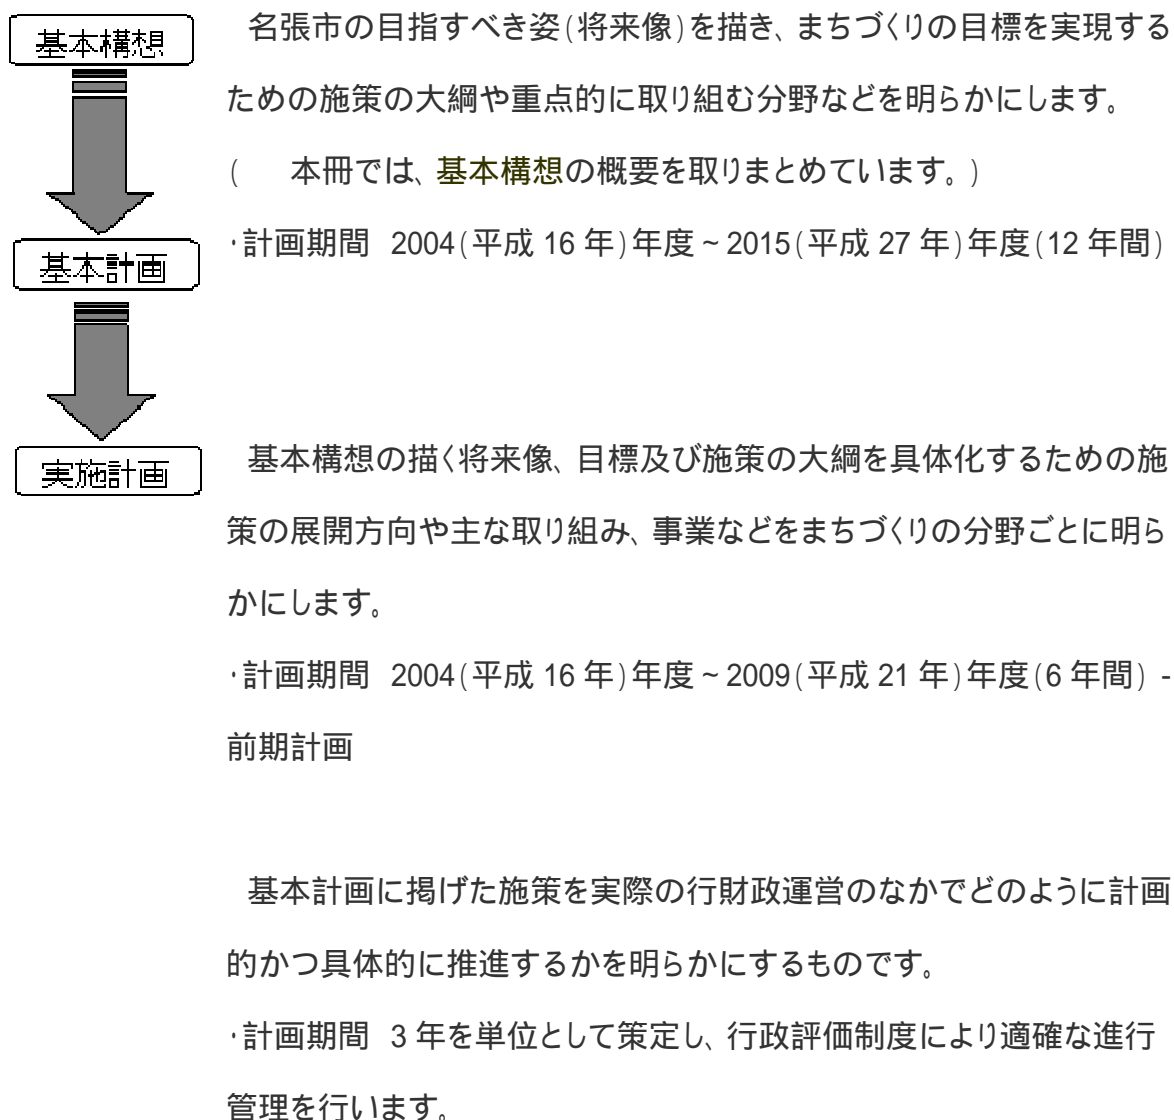 基本構想
名張市の目指すべき姿(将来像)を描き、まちづくりの目標を実現する
ための施策の大綱や重点的に取り組む分野などを明らかにします。
(　本冊では、基本構想の概要を取りまとめています。)
・計画期間 2004(平成 16 年)年度～2015(平成 27 年)年度(12 年間)
基本計画
実施計画
基本構想の描く将来像、目標及び施策の大綱を具体化するための施
策の展開方向や主な取り組み、事業などをまちづくりの分野ごとに明ら
かにします。
・計画期間 2004(平成 16 年)年度～2009(平成 21 年)年度(6 年間) -
前期計画
基本計画に掲げた施策を実際の行財政運営のなかでどのように計画
的かつ具体的に推進するかを明らかにするものです。
・計画期間 3 年を単位として策定し、行政評価制度により適確な進行
管理を行います。